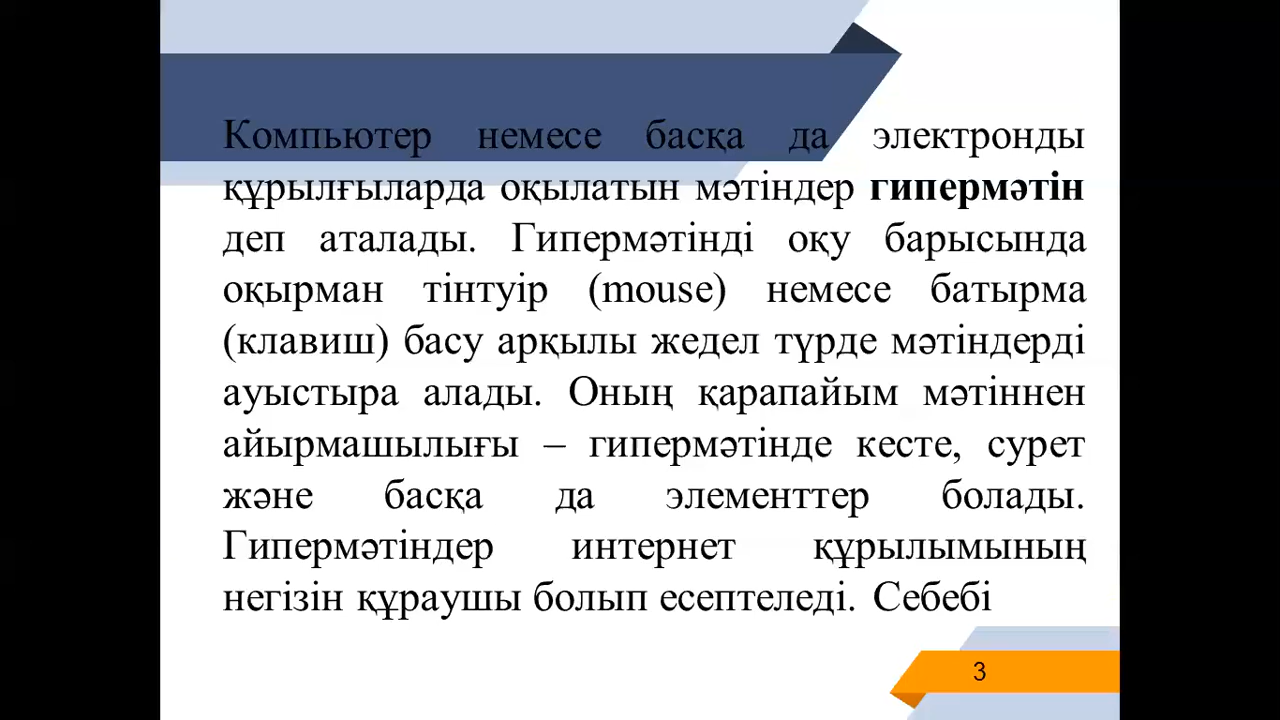 Компьютер немесе басқа да электронды
құрылғыларда оқылатын мәтіндер гипермәтін
деп аталады. Гипермәтінді оқу барысында
оқырман тінтуір (mouse) немесе батырма
(клавиш) басу арқылы жедел түрде мәтіндерді
ауыстыра алады. Оның қарапайым мәтіннен
айырмашылығы – гипермәтінде кесте, сурет
және басқа да элементтер болады.
Гипермәтіндер интернет құрылымының
негізін құраушы болып есептеледі. Себебі
3